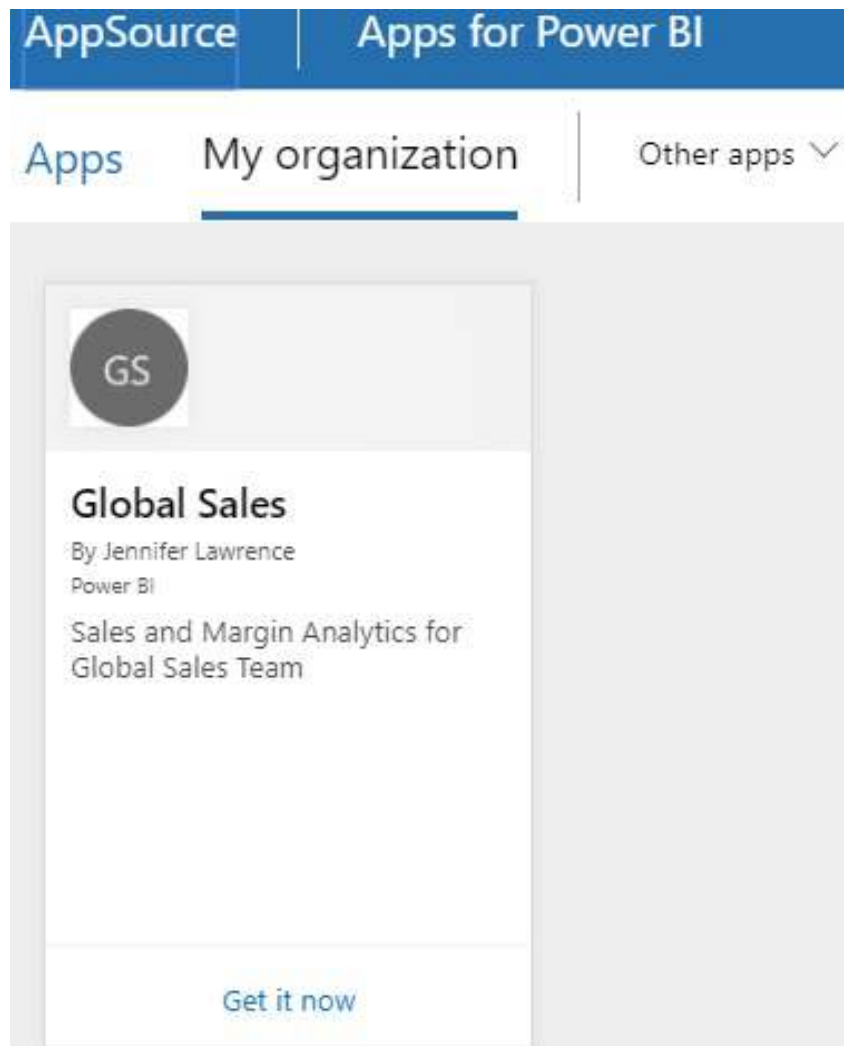 AppSource Apps for Power BI
Apps My organization Other apps
GS
Global Sales
By Jennifer Lawrence
Power BI
Sales and Margin Analytics for
Global Sales Team
Get it now